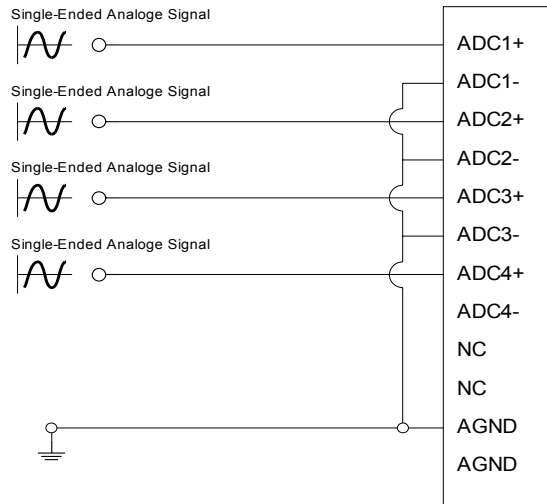 Single-Ended Analoge Signal
ADC1+
ADC1-
Single-Ended Analoge Signal
ADC2+
ADC2-
Single-Ended Analoge Signal
ADC3+
ADC3-
Single-Ended Analoge Signal
ADC4+
ADC4-
NC
NC
AGND
AGND